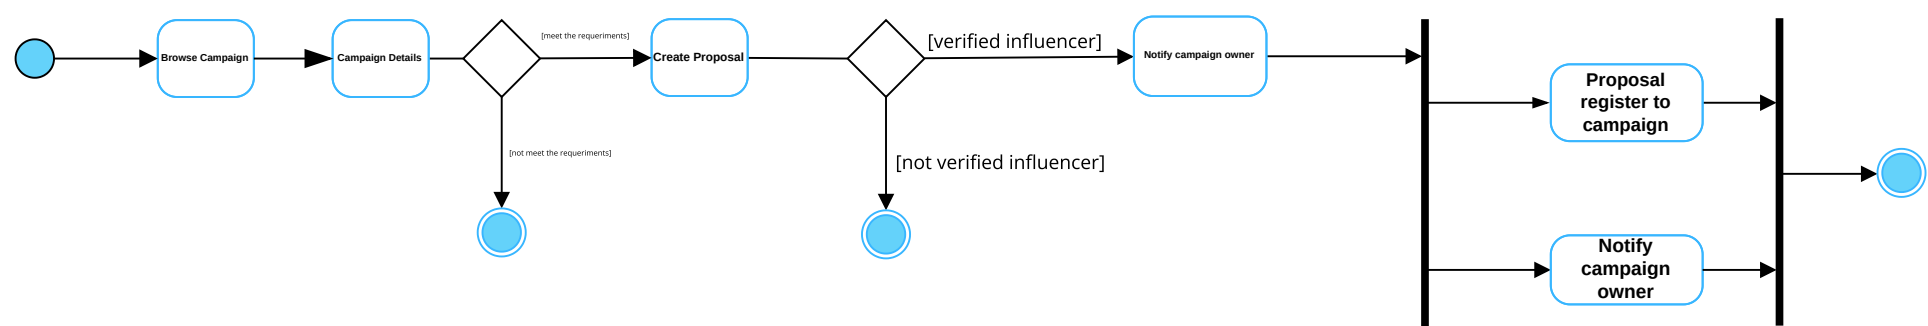 Browse Campaign
Campaign Details
[meet the requeriments]
[not meet the requeriments]
Create Proposal
[verified influencer]
[not verified influencer]
Notify campaign owner
Proposal
register to
campaign
Notify
campaign
owner